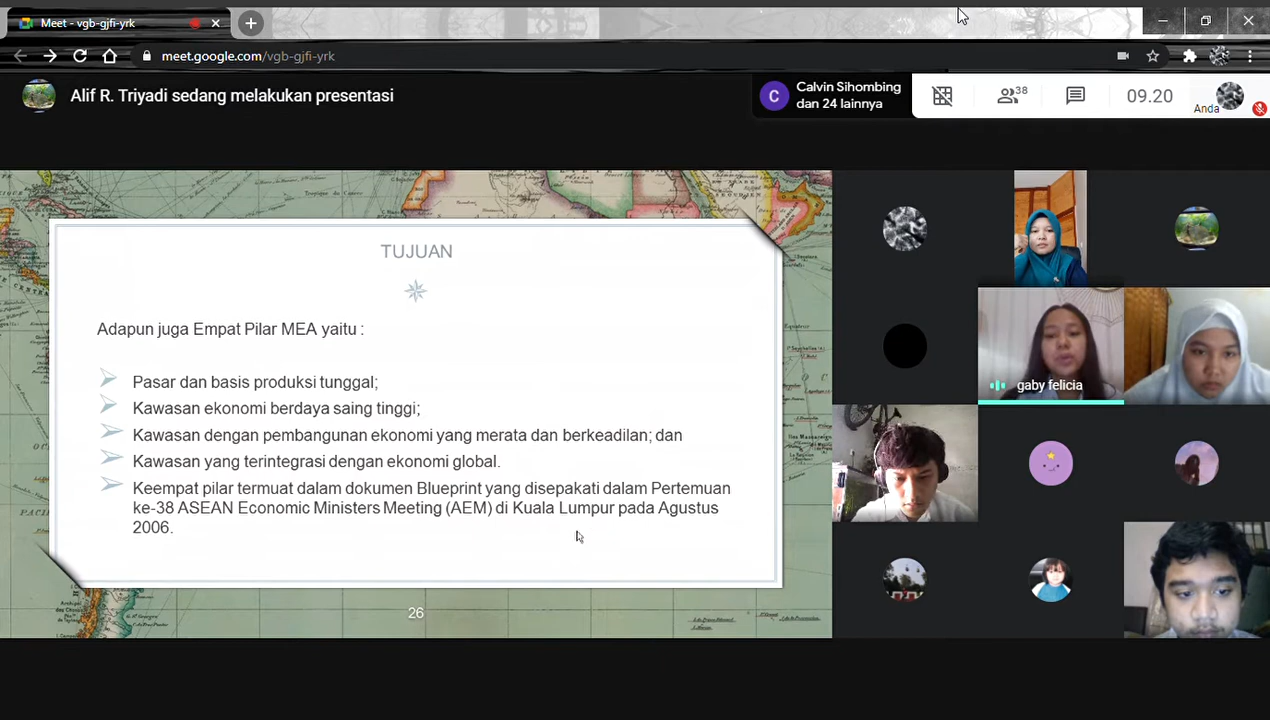 Meet - vgb-gjfi-yrk
meet.google.com/vgb-gjfi-yrk
Alif R. Triyadi sedang melakukan presentasi
Calvin Sihombing
dan 24 lainnya
C
38
09.20
Anda
TUJUAN
Adapun juga Empat Pilar MEA yaitu :
Pasar dan basis produksi tunggal;
Kawasan ekonomi berdaya saing tinggi;
Kawasan dengan pembangunan ekonomi yang merata dan berkeadilan; dan
Kawasan yang terintegrasi dengan ekonomi global.
Keempat pilar termuat dalam dokumen Blueprint yang disepakati dalam Pertemuan
ke-38 ASEAN Economic Ministers Meeting (AEM) di Kuala Lumpur pada Agustus
2006.
26
gaby felicia